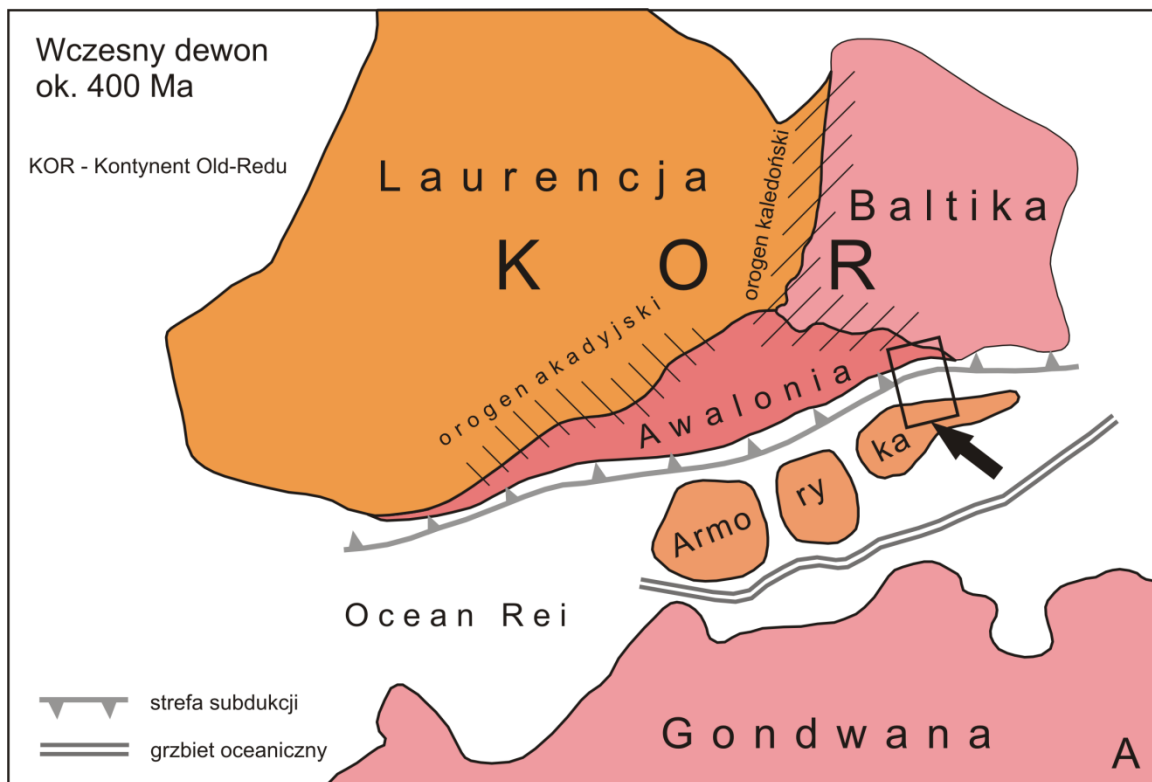 Wczesny dewon
ok. 400 Ma
KOR - Kontynent Old-Redu
Laurencja
Baltika
KOR
orogen kaledoński
orogen akadyjski
Awalonia
Armo
ry
ka
Ocean Rei
Gondwana
strefa subdukcji
grzbiet oceaniczny
A